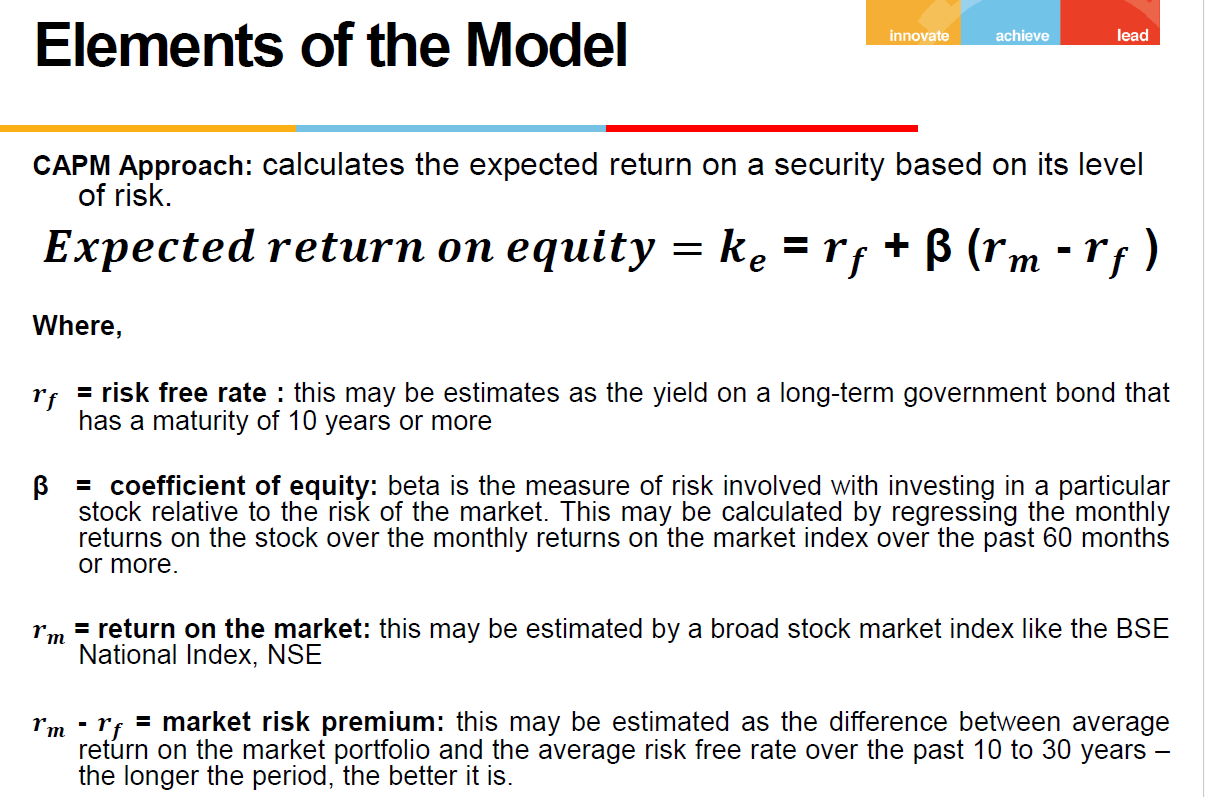 Elements of the Model
innovate achieve lead
CAPM Approach: calculates the expected return on a security based on its level
of risk.
Expected return on equity = kₑ = r_f + β (r_m - r_f )
Where,
r_f = risk free rate : this may be estimates as the yield on a long-term government bond that
has a maturity of 10 years or more
β = coefficient of equity: beta is the measure of risk involved with investing in a particular
stock relative to the risk of the market. This may be calculated by regressing the monthly
returns on the stock over the monthly returns on the market index over the past 60 months
or more.
r_m = return on the market: this may be estimated by a broad stock market index like the BSE
National Index, NSE
r_m - r_f = market risk premium: this may be estimated as the difference between average
return on the market portfolio and the average risk free rate over the past 10 to 30 years –
the longer the period, the better it is.